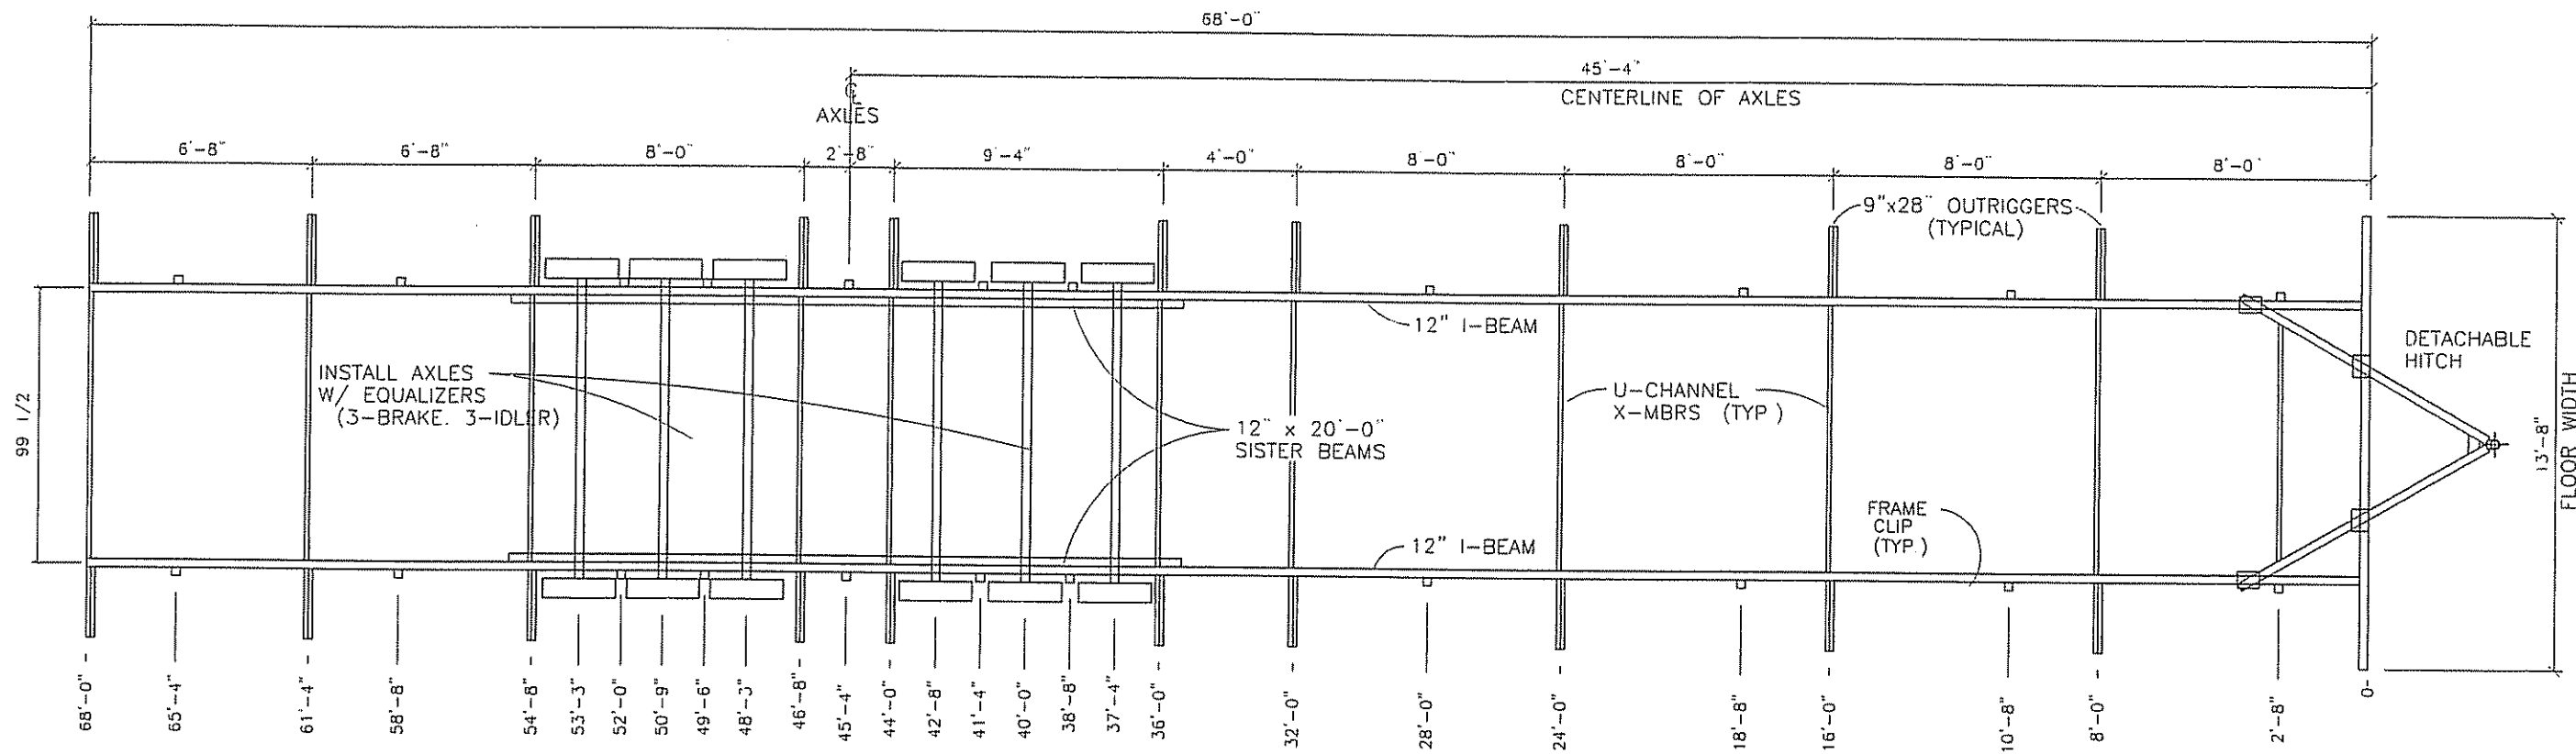 68'-0"
45'-4"
CENTERLINE OF AXLES
CL
AXLES
6'-8"
6'-8"
8'-0"
2'-8"
9'-4"
4'-0"
8'-0"
8'-0"
8'-0"
8'-0'
9"x28" OUTRIGGERS
(TYPICAL)
12" I-BEAM
DETACHABLE
HITCH
INSTALL AXLES
W/ EQUALIZERS
(3-BRAKE. 3-IDLER)
U-CHANNEL
X-MBRS (TYP )
99 1/2
12" x 20'-0"
SISTER BEAMS
13'-8"
FLOOR WIDTH
FRAME
CLIP
(TYP.)
12" I-BEAM
68'-0"
65'-4"
61'-4"
58'-8"
54'-8"
53'-3"
52'-0"
50'-9"
49'-6"
48'-3"
46'-8"
45'-4"
44'-0"
42'-8"
41'-4"
40'-0"
38'-8"
37'-4"
36'-0"
32'-0"
28'-0"
24'-0"
18'-8"
16'-0"
10'-8"
8'-0"
2'-8"
0